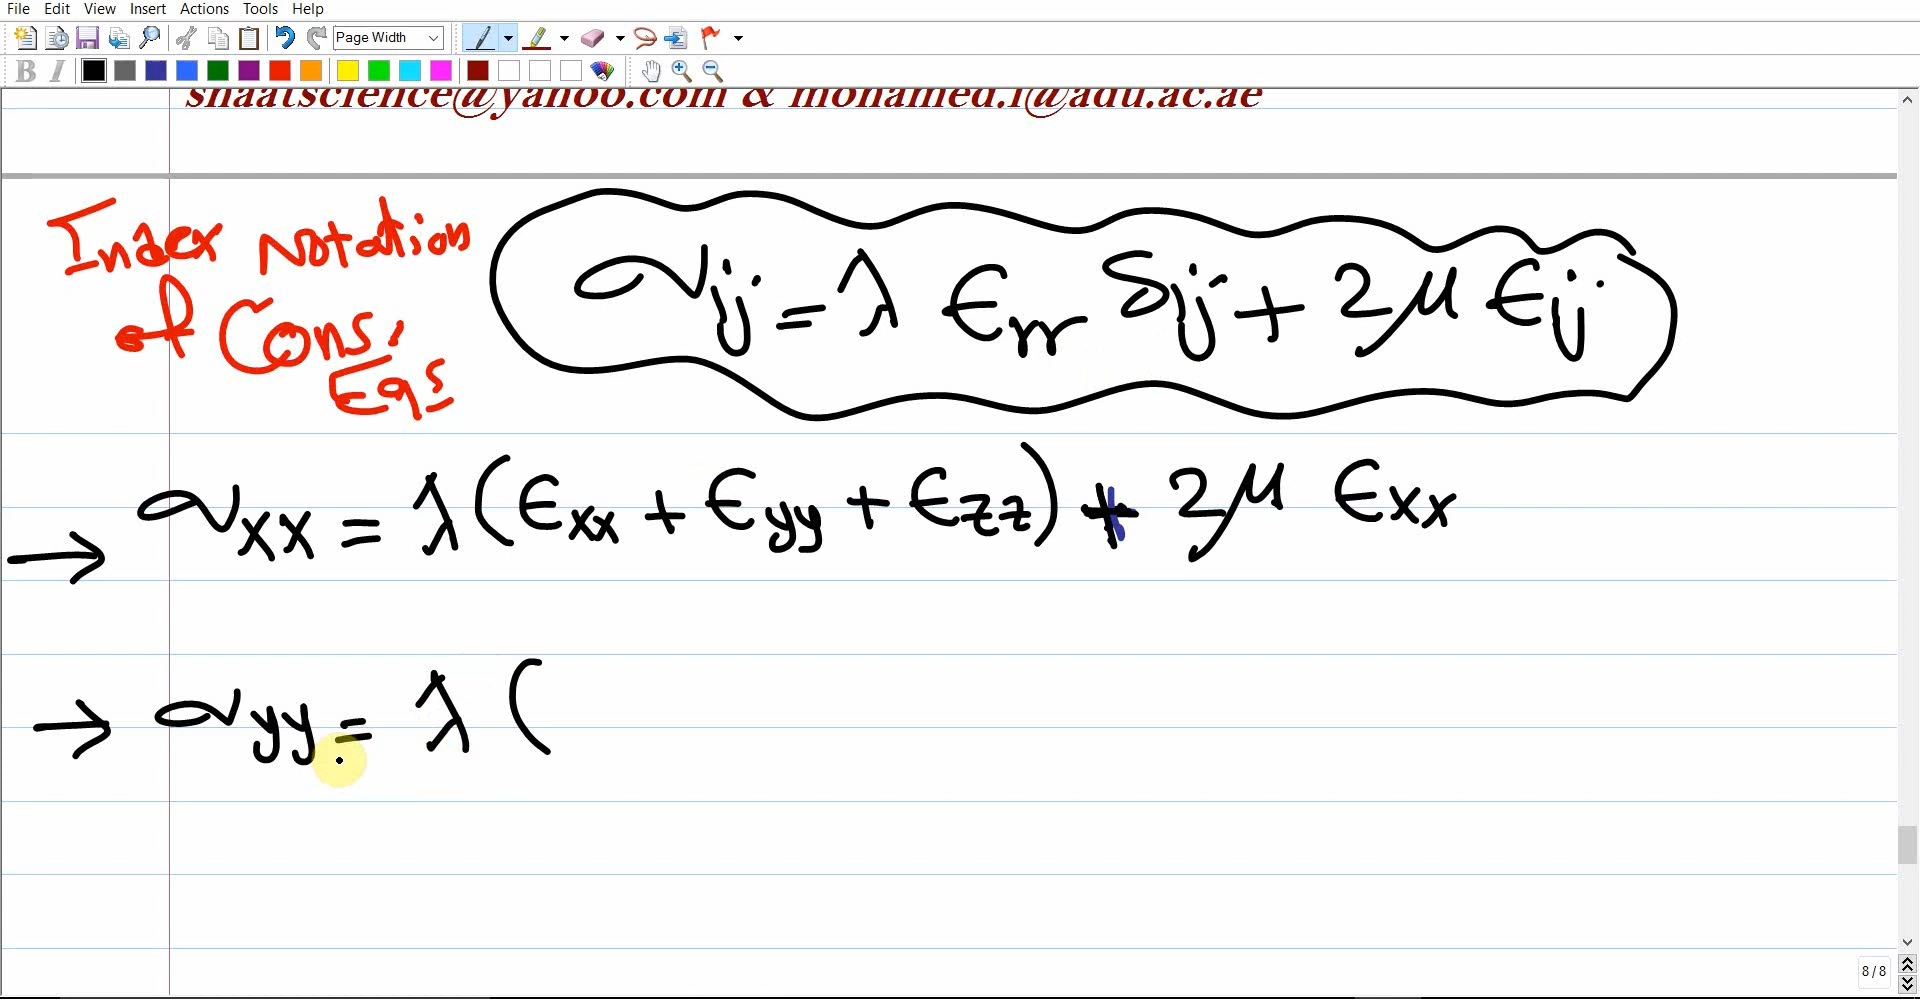 File Edit View Insert Actions Tools Help
Page Width
B I
shaatscience@yahoo.com & mohamed.i@adu.ac.ae
Index Notation
of Cons.
Eqs
σij = λ ϵrr δij + 2μ ϵij
→ σxx = λ(ϵxx + ϵyy + ϵzz) + 2μ ϵxx
→ σyy = λ (
8/8